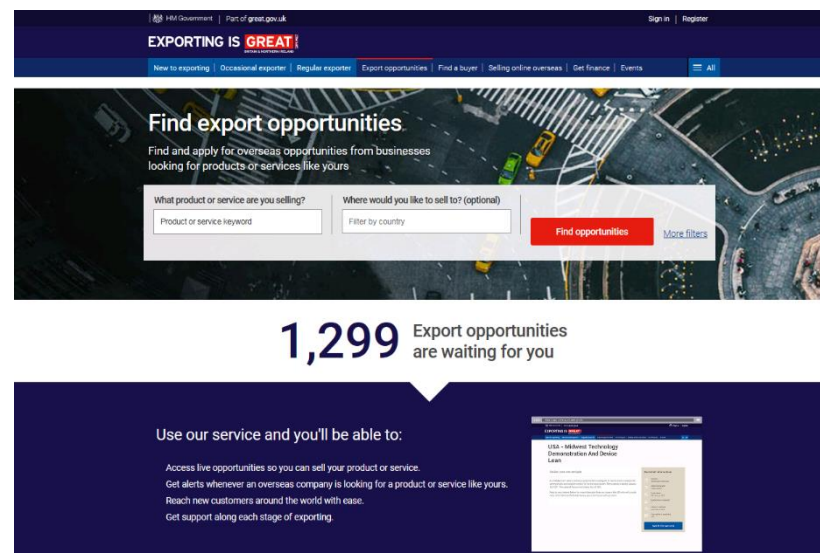 HM Government | Part of great.gov.uk
Sign in | Register
EXPORTING IS GREAT
BRITAIN & NORTHERN IRELAND
New to exporting | Occasional exporter | Regular exporter | Export opportunities | Find a buyer | Selling online overseas | Get finance | Events
All
Find export opportunities
Find and apply for overseas opportunities from businesses
looking for products or services like yours
What product or service are you selling?
Where would you like to sell to? (optional)
Product or service keyword
Filter by country
Find opportunities
More filters
1,299
Export opportunities
are waiting for you
Use our service and you'll be able to:
Access live opportunities so you can sell your product or service.
Get alerts whenever an overseas company is looking for a product or service like yours.
Reach new customers around the world with ease.
Get support along each stage of exporting.
EXPORTING IS GREAT
USA - Midwest Technology
Demonstration And Device
Loan